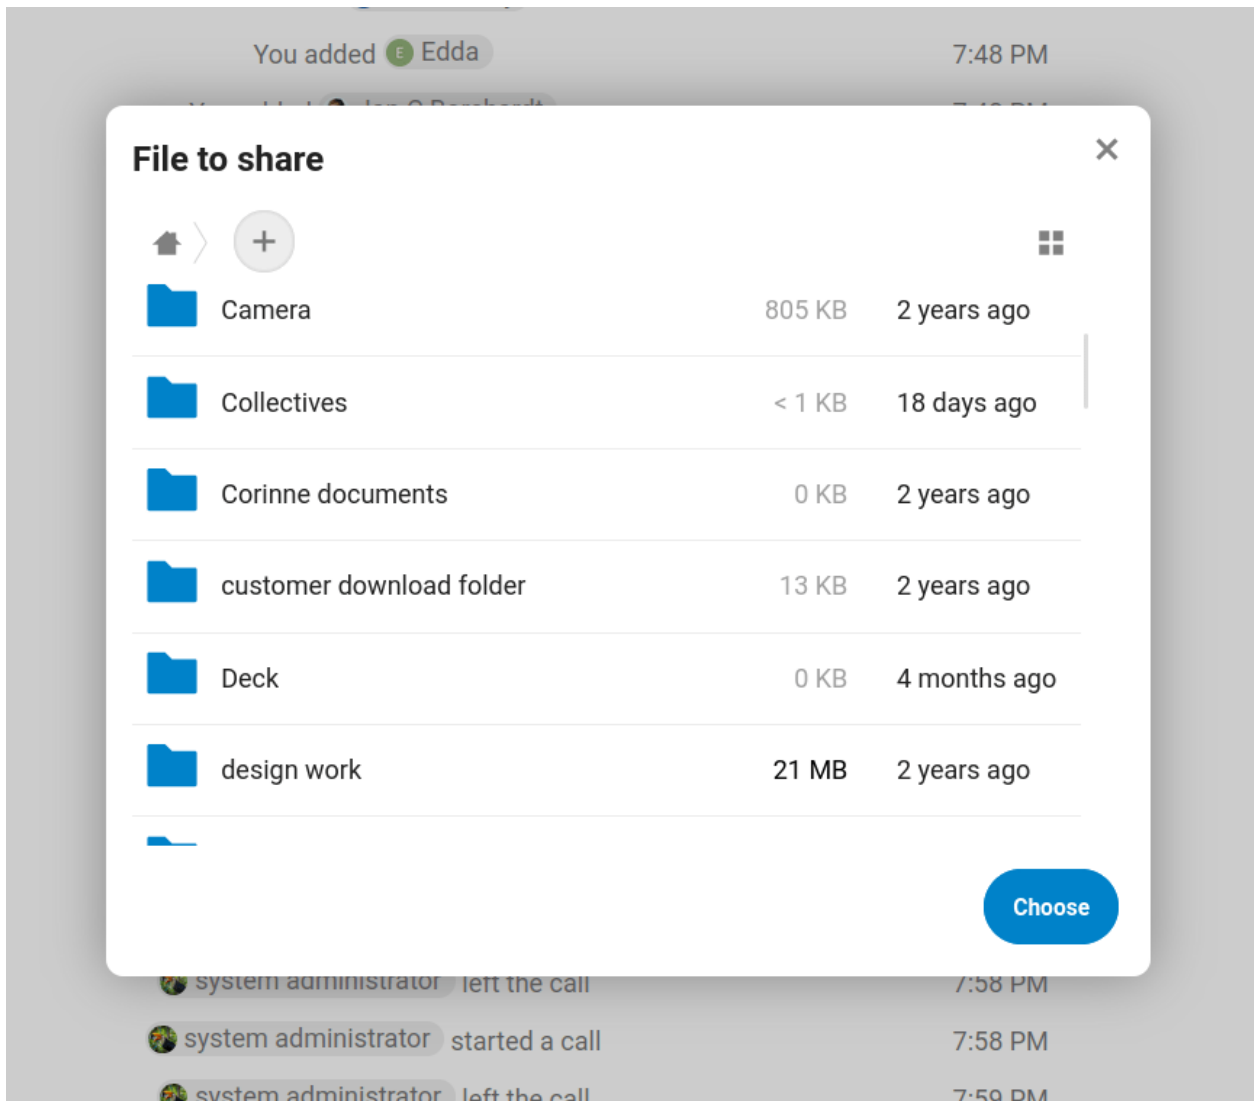 You added E Edda 7:48 PM
File to share
Camera 805 KB 2 years ago
Collectives < 1 KB 18 days ago
Corinne documents 0 KB 2 years ago
customer download folder 13 KB 2 years ago
Deck 0 KB 4 months ago
design work 21 MB 2 years ago
Choose
system administrator left the call 7:58 PM
system administrator started a call 7:58 PM
system administrator left the call 7:59 PM